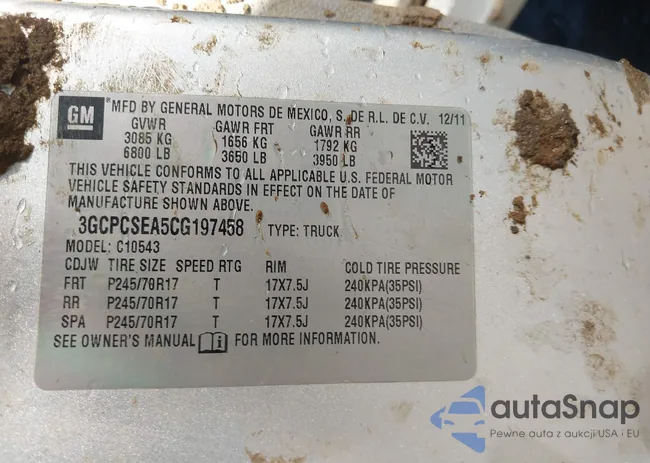 GM
MFD BY GENERAL MOTORS DE MEXICO, S. DE R.L. DE C.V. 12/11
GVWR GAWR FRT GAWR RR
3085 KG 1656 KG 1792 KG
6800 LB 3650 LB 3950 LB
THIS VEHICLE CONFORMS TO ALL APPLICABLE U.S. FEDERAL MOTOR
VEHICLE SAFETY STANDARDS IN EFFECT ON THE DATE OF
MANUFACTURE SHOWN ABOVE.
3GCPCSEA5CG197458 TYPE: TRUCK
MODEL: C10543
CDJW TIRE SIZE SPEED RTG RIM COLD TIRE PRESSURE
FRT P245/70R17 T 17X7.5J 240KPA(35PSI)
RR P245/70R17 T 17X7.5J 240KPA(35PSI)
SPA P245/70R17 T 17X7.5J 240KPA(35PSI)
SEE OWNER'S MANUAL FOR MORE INFORMATION.
autaSnap
Pewne auta z aukcji USA i EU